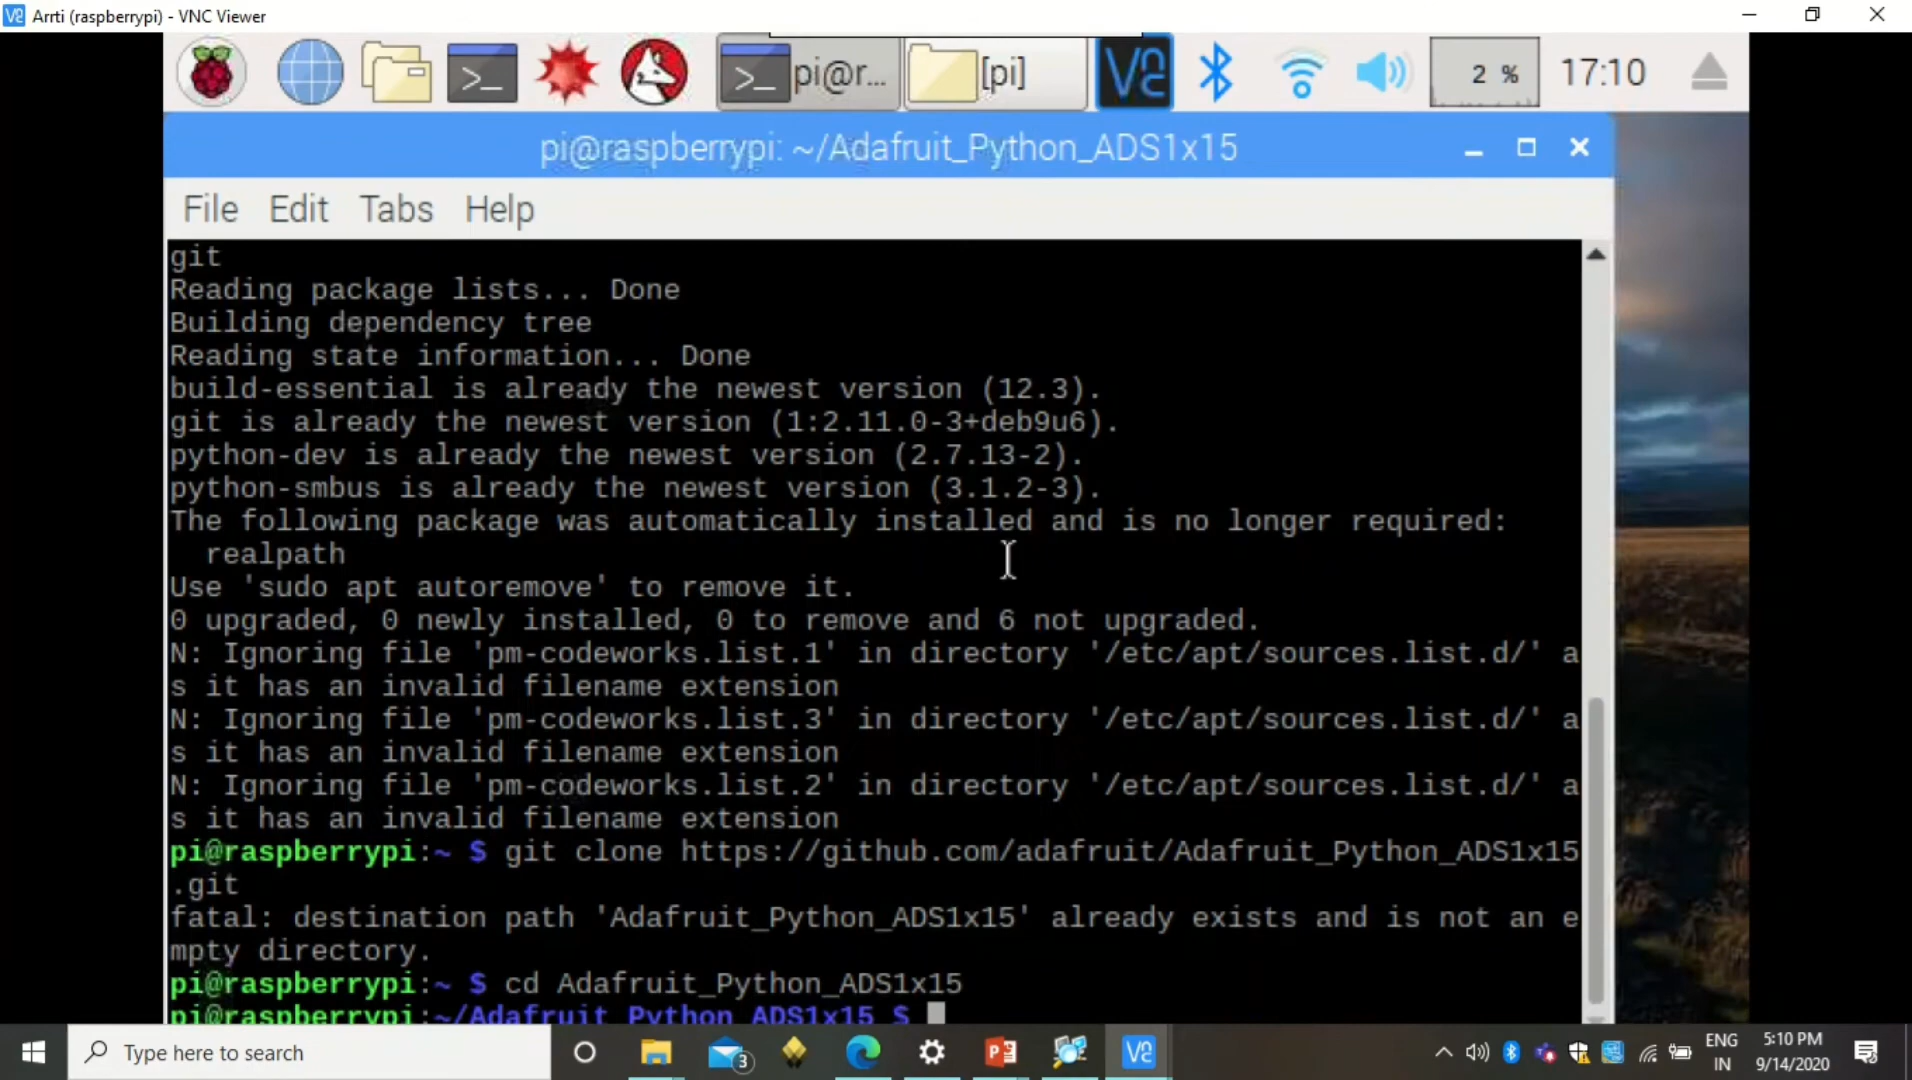 Arrti (raspberrypi) - VNC Viewer
pi@r... [pi] 2 % 17:10
pi@raspberrypi: ~/Adafruit_Python_ADS1x15
File Edit Tabs Help
git
Reading package lists... Done
Building dependency tree
Reading state information... Done
build-essential is already the newest version (12.3).
git is already the newest version (1:2.11.0-3+deb9u6).
python-dev is already the newest version (2.7.13-2).
python-smbus is already the newest version (3.1.2-3).
The following package was automatically installed and is no longer required:
realpath
Use 'sudo apt autoremove' to remove it.
0 upgraded, 0 newly installed, 0 to remove and 6 not upgraded.
N: Ignoring file 'pm-codeworks.list.1' in directory '/etc/apt/sources.list.d/' a
s it has an invalid filename extension
N: Ignoring file 'pm-codeworks.list.3' in directory '/etc/apt/sources.list.d/' a
s it has an invalid filename extension
N: Ignoring file 'pm-codeworks.list.2' in directory '/etc/apt/sources.list.d/' a
s it has an invalid filename extension
pi@raspberrypi:~ $ git clone https://github.com/adafruit/Adafruit_Python_ADS1x15
.git
fatal: destination path 'Adafruit_Python_ADS1x15' already exists and is not an e
mpty directory.
pi@raspberrypi:~ $ cd Adafruit_Python_ADS1x15
pi@raspberrypi:~/Adafruit_Python_ADS1x15 $
Type here to search
3
ENG
IN
5:10 PM
9/14/2020